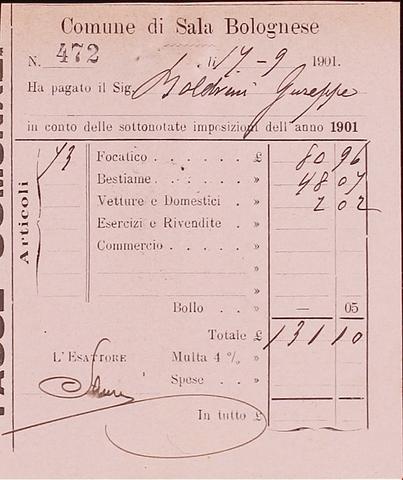 Comune di Sala Bolognese
N. 472 li 17-9 1901.
Ha pagato il Sig. Boldrini Giuseppe
in conto delle sottonotate imposizioni dell'anno 1901
Articoli
43 Focatico . . . . . . £ 80 96
Bestiame . . . . . . » 48 07
Vetture e Domestici . » 2 02
Esercizi e Rivendite . »
Commercio . . . . . »
. . . . . . »
. . . . . . »
Bollo . . » — 05
Totale £ 131 10
L'Esattore Multa 4 % »
Spese . . »
In tutto £